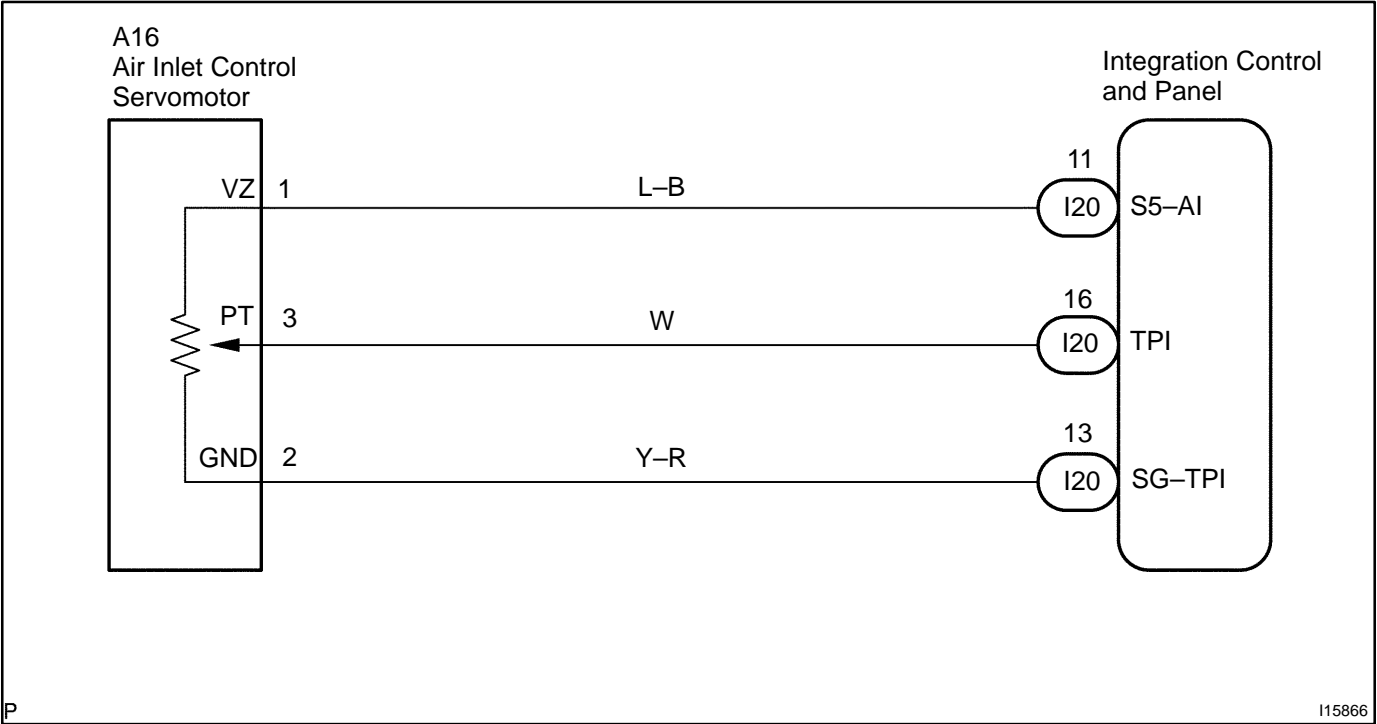 A16
Air Inlet Control
Servomotor
Integration Control
and Panel
VZ 1 L–B 11 I20 S5–AI
PT 3 W 16 I20 TPI
GND 2 Y–R 13 I20 SG–TPI
P
I15866